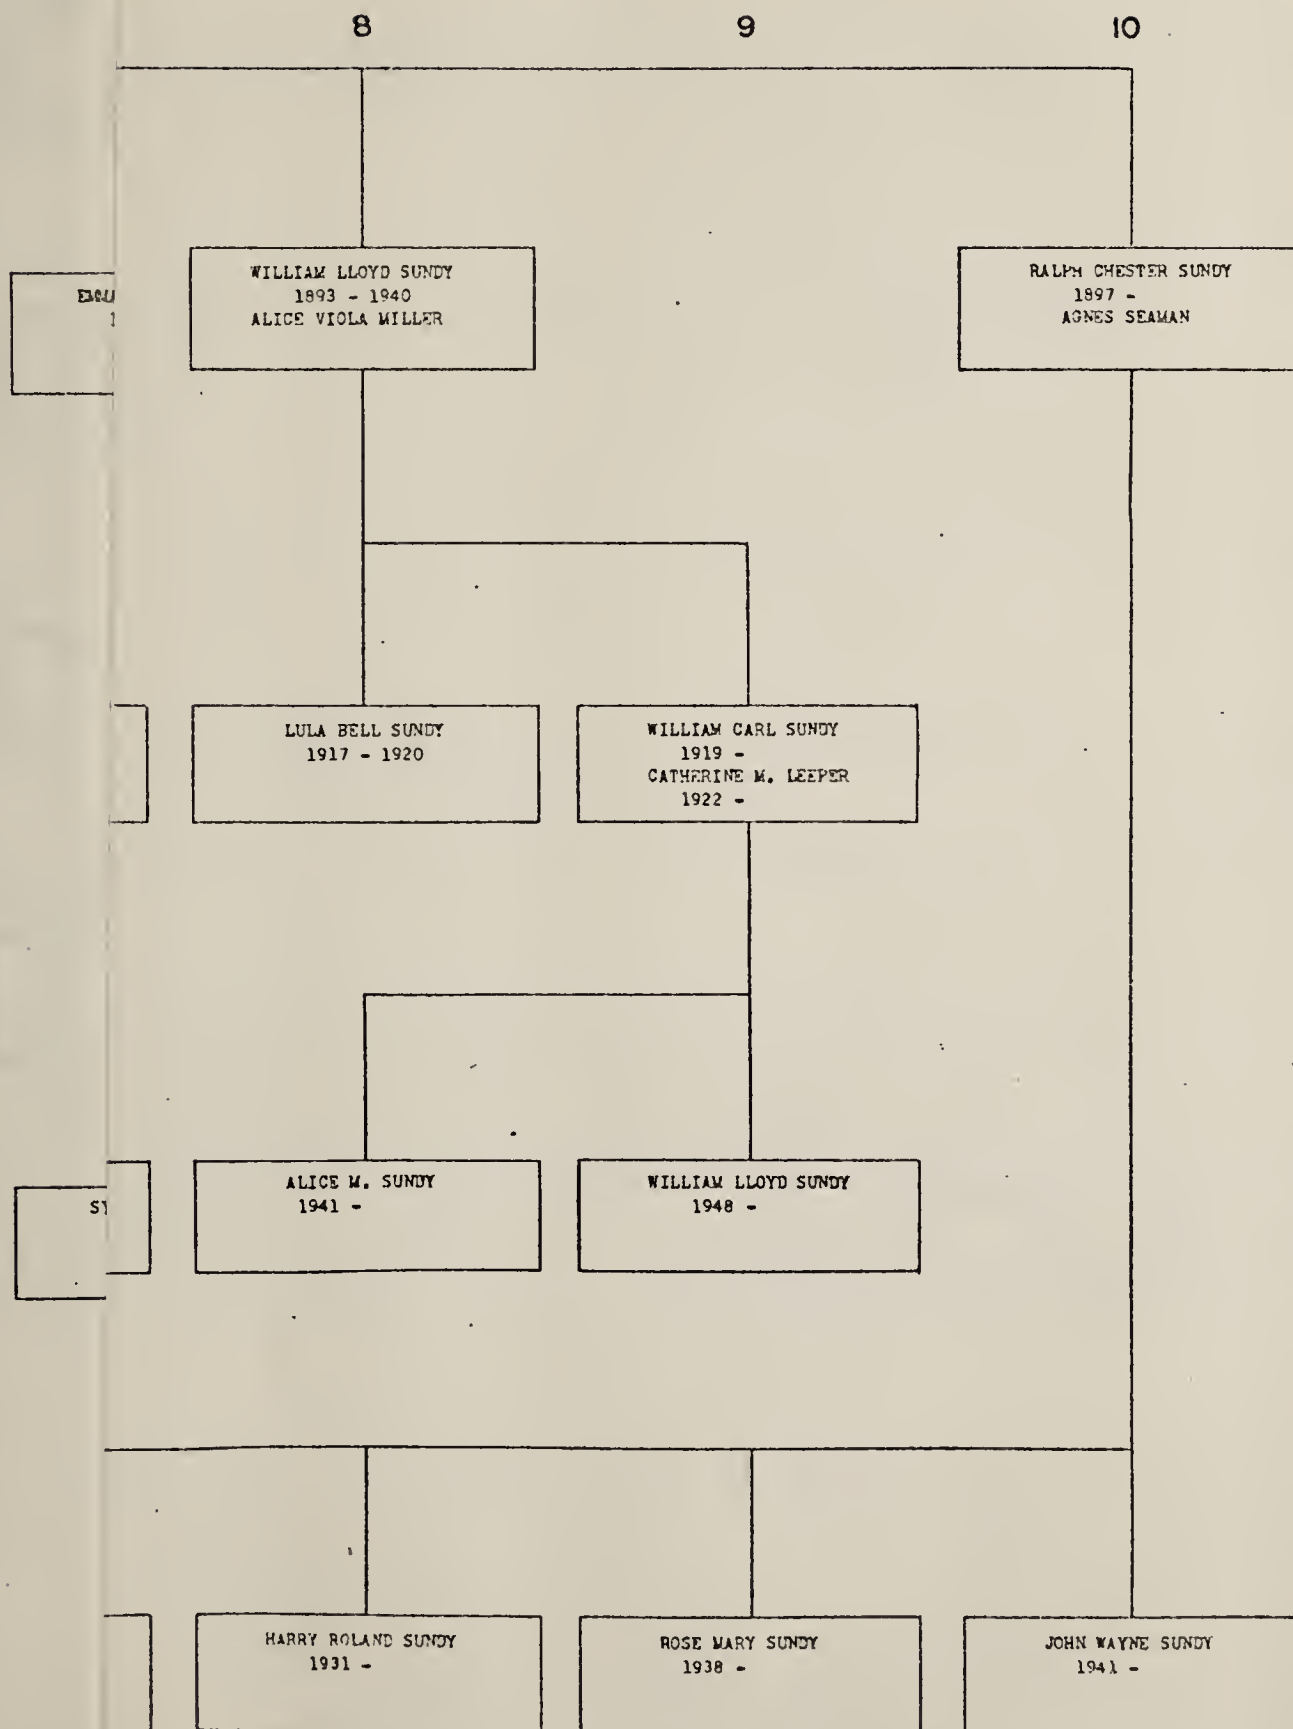 8 9 10
WILLIAM LLOYD SUNDY
1893 - 1940
ALICE VIOLA MILLER
RALPH CHESTER SUNDY
1897 -
AGNES SEAMAN
LULA BELL SUNDY
1917 - 1920
WILLIAM CARL SUNDY
1919 -
CATHERINE M. LEEPER
1922 -
ALICE M. SUNDY
1941 -
WILLIAM LLOYD SUNDY
1948 -
SY
HARRY ROLAND SUNDY
1931 -
ROSE MARY SUNDY
1938 -
JOHN WAYNE SUNDY
1941 -